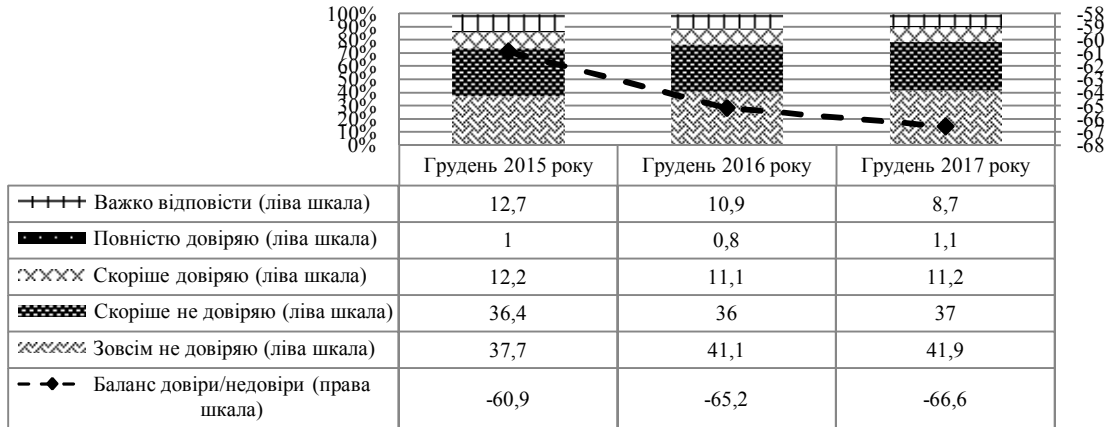 100%
90%
80%
70%
60%
50%
40%
30%
20%
10%
0%
-58
-59
-60
-61
-62
-63
-64
-65
-66
-67
-68
Грудень 2015 року Грудень 2016 року Грудень 2017 року
Важко відповісти (ліва шкала) 12,7 10,9 8,7
Повністю довіряю (ліва шкала) 1 0,8 1,1
Скоріше довіряю (ліва шкала) 12,2 11,1 11,2
Скоріше не довіряю (ліва шкала) 36,4 36 37
Зовсім не довіряю (ліва шкала) 37,7 41,1 41,9
Баланс довіри/недовіри (права
шкала) -60,9 -65,2 -66,6